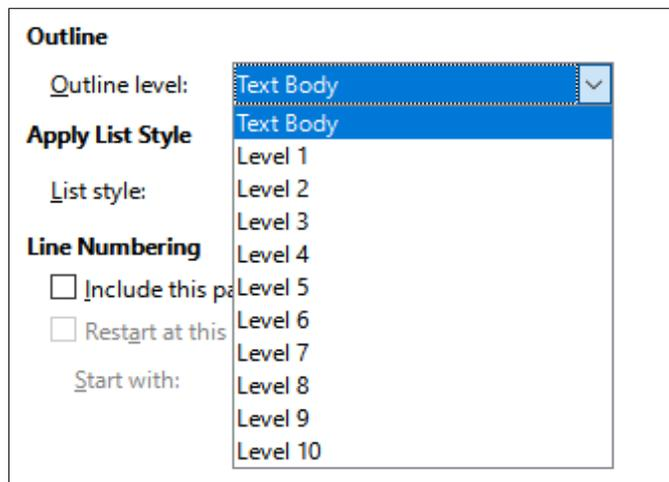 Outline
Outline level: Text Body
Text Body
Apply List Style
Level 1
Level 2
List style:
Level 3
Line Numbering
Level 4
Include this pa
Level 5
Level 6
Restart at this
Level 7
Start with:
Level 8
Level 9
Level 10